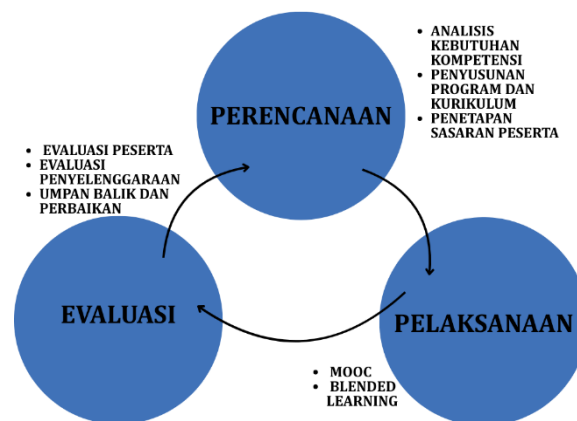 PERENCANAAN
• ANALISIS
KEBUTUHAN
KOMPETENSI
• PENYUSUNAN
PROGRAM DAN
KURIKULUM
• PENETAPAN
SASARAN PESERTA
• EVALUASI PESERTA
• EVALUASI
PENYELENGGARAAN
• UMPAN BALIK DAN
PERBAIKAN
EVALUASI
PELAKSANAAN
• MOOC
• BLENDED
LEARNING